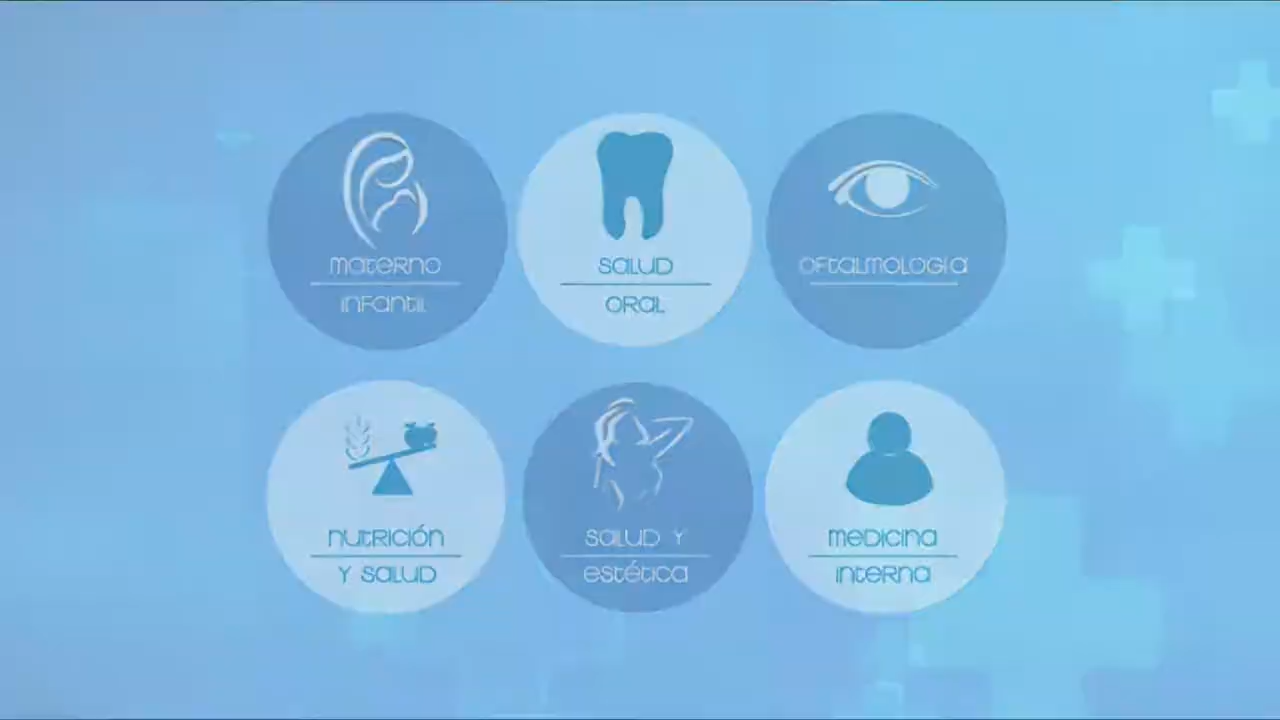 MATERNO
INFANTIL
SALUD
ORAL
OFTALMOLOGÍA
NUTRICIÓN
Y SALUD
SALUD Y
ESTÉTICA
MEDICINA
INTERNA